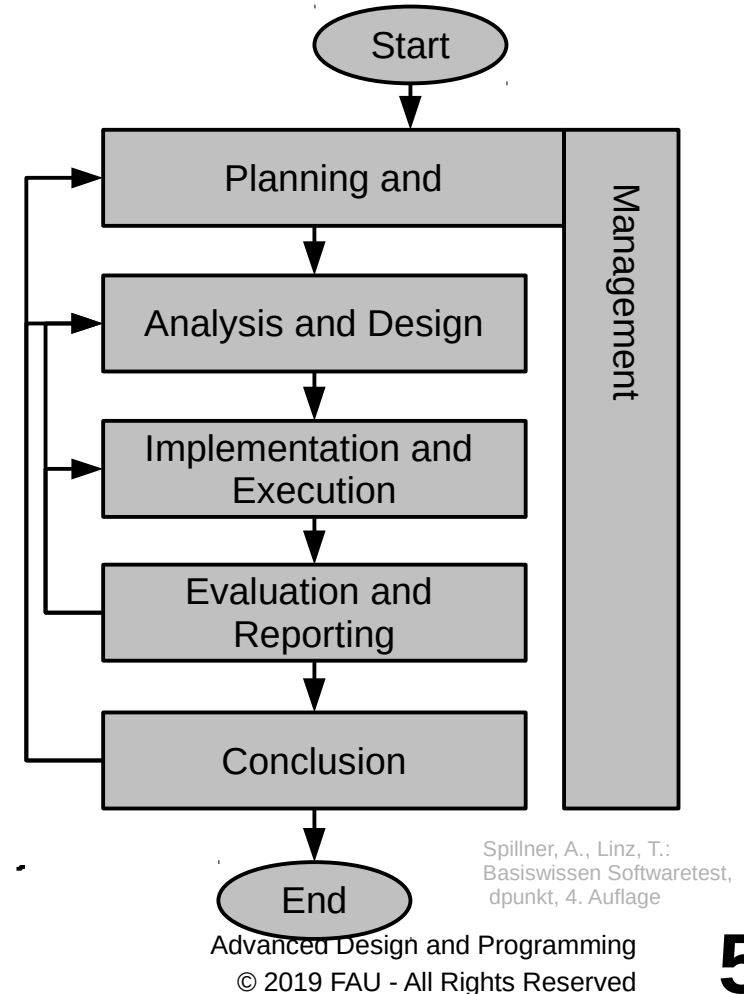 Start
Planning and
Management
Analysis and Design
Implementation and
Execution
Evaluation and
Reporting
Conclusion
Spillner, A., Linz, T.:
Basiswissen Softwaretest,
dpunkt, 4. Auflage
End
Advanced Design and Programming
5
© 2019 FAU - All Rights Reserved